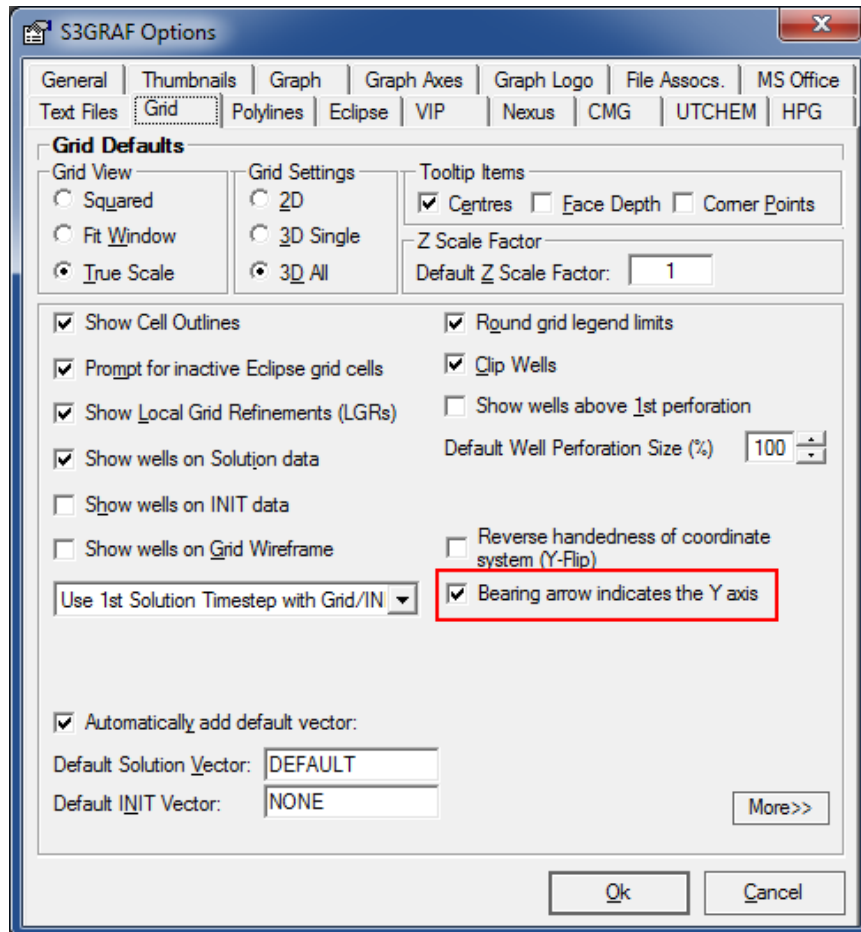 S3GRAF Options
General Thumbnails Graph Graph Axes Graph Logo File Assocs. MS Office
Text Files Grid Polylines Eclipse VIP Nexus CMG UTCHEM HPG
Grid Defaults
Grid View
Squared
Fit Window
True Scale
Grid Settings
2D
3D Single
3D All
Tooltip Items
Centres Face Depth Corner Points
Z Scale Factor
Default Z Scale Factor: 1
Show Cell Outlines
Prompt for inactive Eclipse grid cells
Show Local Grid Refinements (LGRs)
Show wells on Solution data
Show wells on INIT data
Show wells on Grid Wireframe
Use 1st Solution Timestep with Grid/INI
Round grid legend limits
Clip Wells
Show wells above 1st perforation
Default Well Perforation Size (%) 100
Reverse handedness of coordinate
system (Y-Flip)
Bearing arrow indicates the Y axis
Automatically add default vector:
Default Solution Vector: DEFAULT
Default INIT Vector: NONE
More>>
Ok Cancel